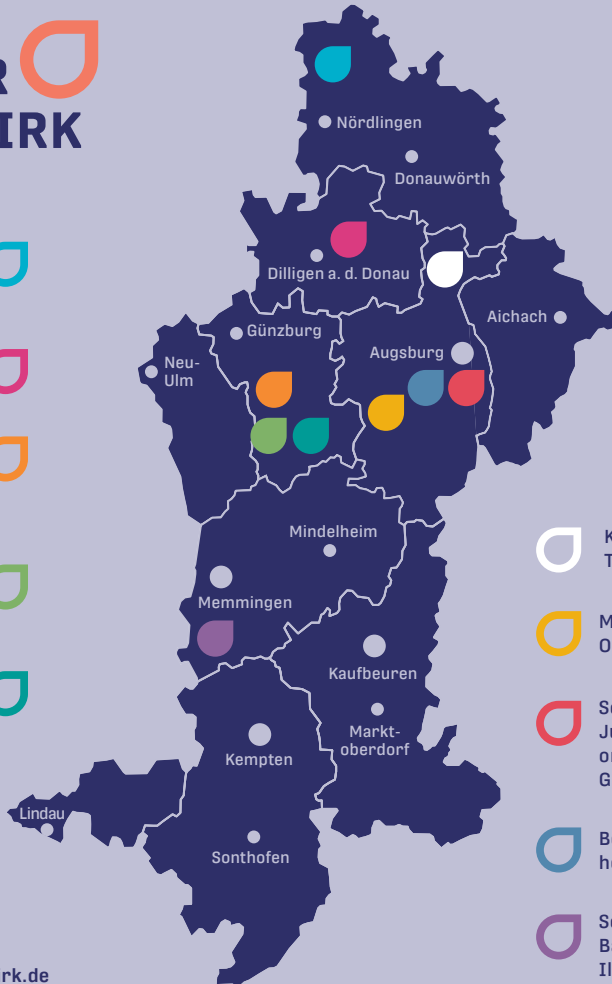 IRK
Nördlingen
Donauwörth
Dilligen a. d. Donau
Aichach
Günzburg
Augsburg
Neu-
Ulm
Mindelheim
Memmingen
Kaufbeuren
Markt-
oberdorf
Kempten
Lindau
Sonthofen
rk.de